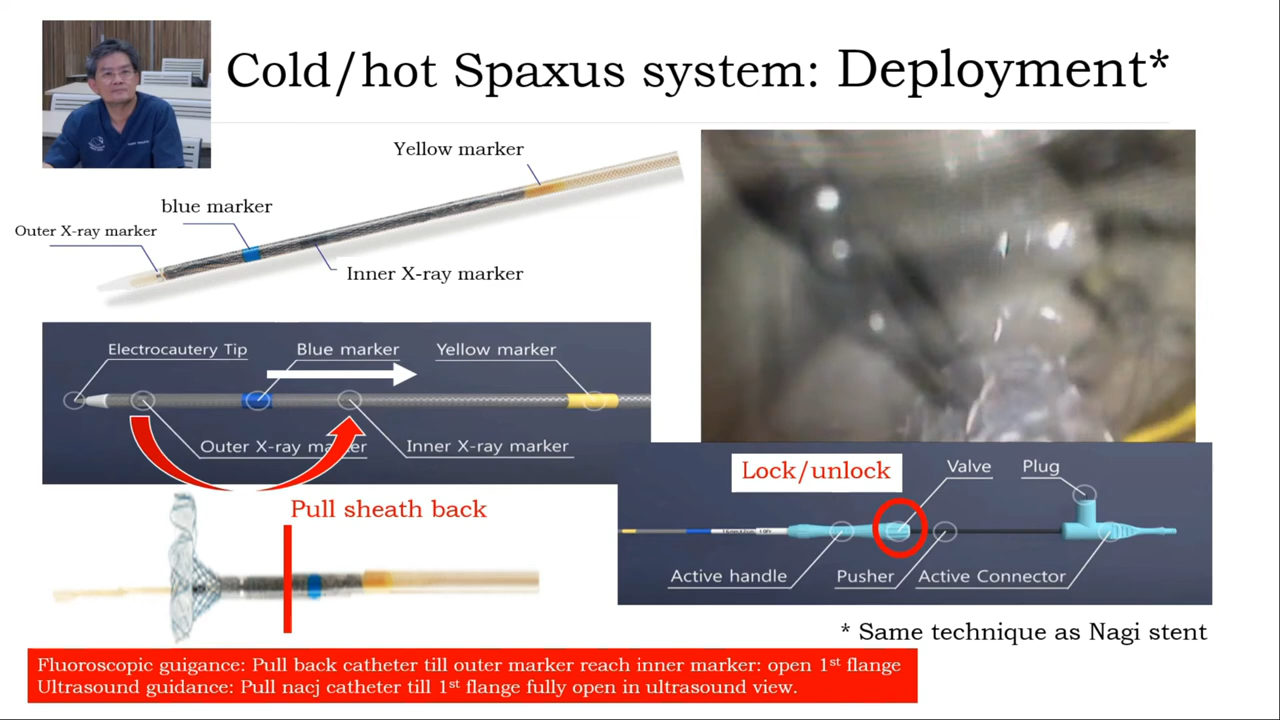 Cold/hot Spaxus system: Deployment*
Yellow marker
blue marker
Outer X-ray marker
Inner X-ray marker
Electrocautery Tip
Blue marker
Yellow marker
Outer X-ray marker
Inner X-ray marker
Pull sheath back
Lock/unlock
Valve
Plug
Active handle
Pusher
Active Connector
* Same technique as Nagi stent
Fluoroscopic guigance: Pull back catheter till outer marker reach inner marker: open 1st flange
Ultrasound guidance: Pull nacj catheter till 1st flange fully open in ultrasound view.